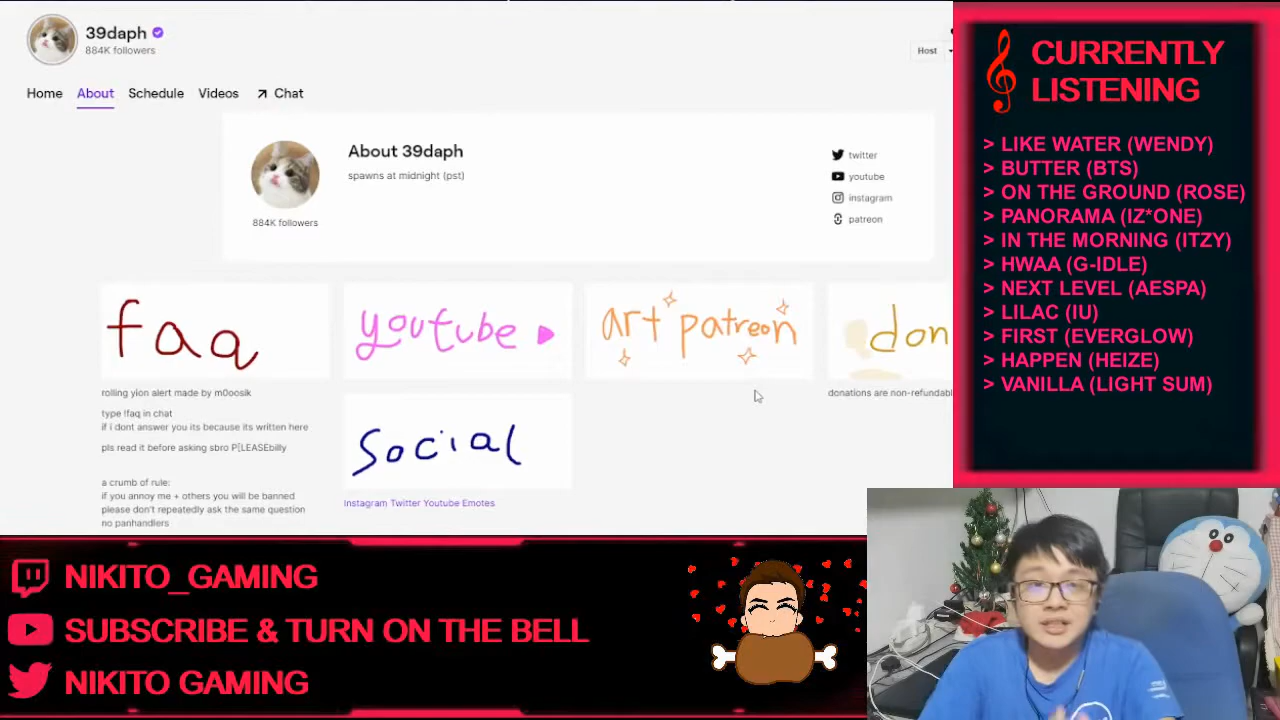 39daph
884K followers
Host
Home About Schedule Videos Chat
About 39daph
spawns at midnight (pst)
884K followers
twitter
youtube
instagram
patreon
faq
rolling yion alert made by m0oosik
type !faq in chat
if i dont answer you its because its written here
pls read it before asking sbro P[LEASEbilly
a crumb of rule:
if you annoy me + others you will be banned
please don't repeatedly ask the same question
no panhandlers
youtube
social
Instagram Twitter Youtube Emotes
art patreon
don
donations are non-refundabl
CURRENTLY
LISTENING
> LIKE WATER (WENDY)
> BUTTER (BTS)
> ON THE GROUND (ROSE)
> PANORAMA (IZ*ONE)
> IN THE MORNING (ITZY)
> HWAA (G-IDLE)
> NEXT LEVEL (AESPA)
> LILAC (IU)
> FIRST (EVERGLOW)
> HAPPEN (HEIZE)
> VANILLA (LIGHT SUM)
NIKITO_GAMING
SUBSCRIBE & TURN ON THE BELL
NIKITO GAMING